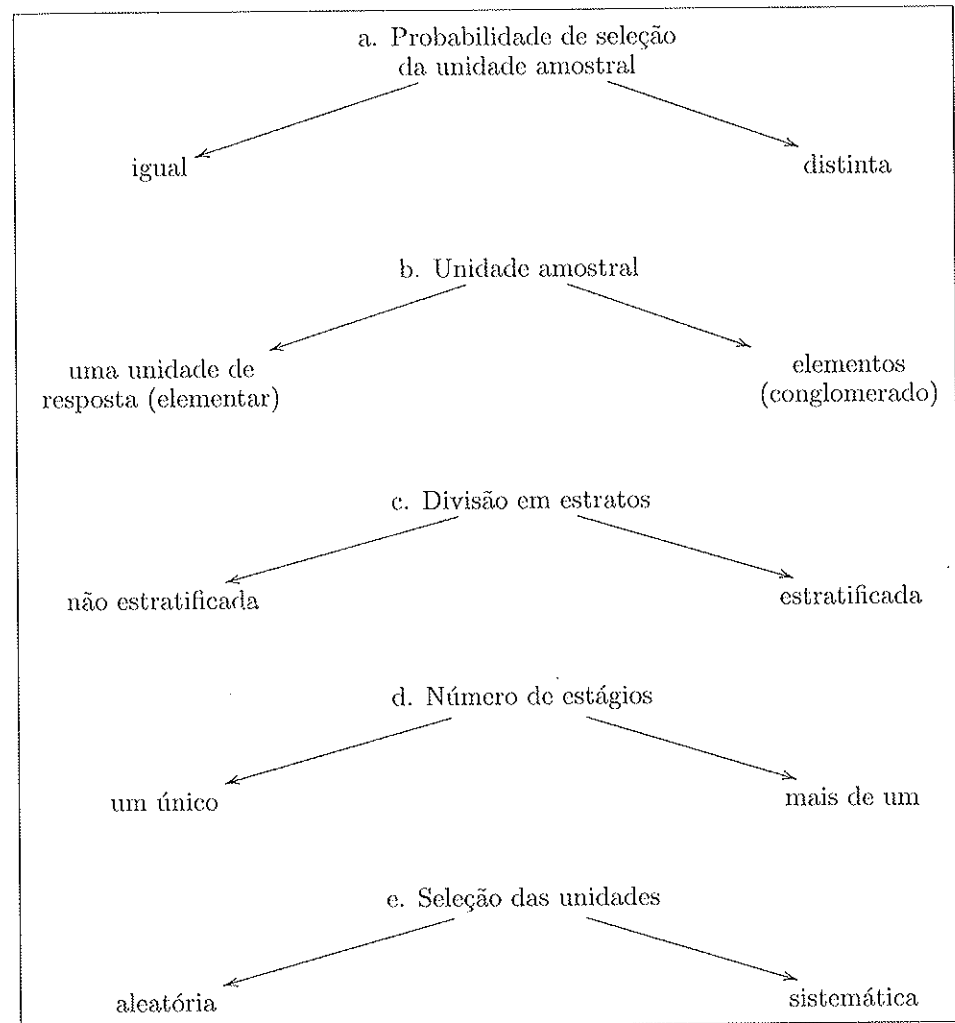 a. Probabilidade de seleção
da unidade amostral
igual
distinta
b. Unidade amostral
uma unidade de
resposta (elementar)
elementos
(conglomerado)
c. Divisão em estratos
não estratificada
estratificada
d. Número de estágios
um único
mais de um
e. Seleção das unidades
aleatória
sistemática